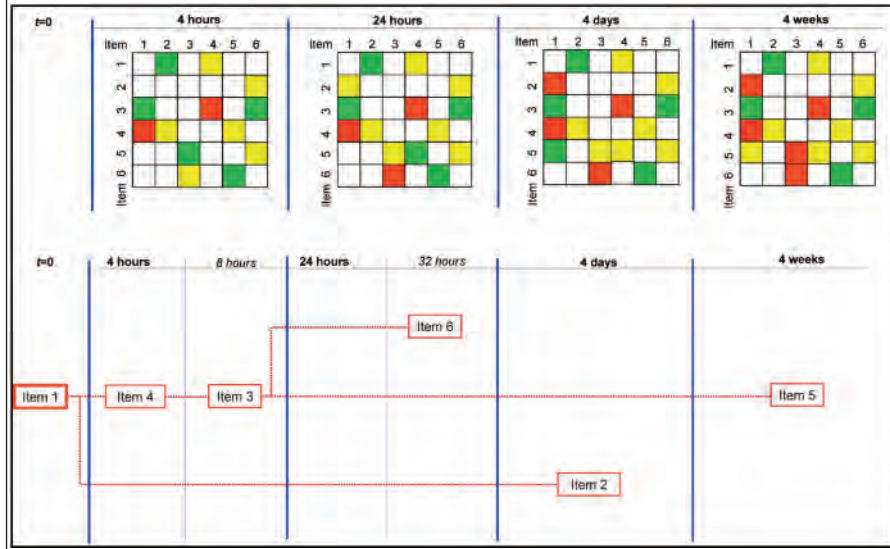 t=0 4 hours 24 hours 4 days 4 weeks
Item 1 2 3 4 5 6 Item 1 2 3 4 5 6 Item 1 2 3 4 5 6 Item 1 2 3 4 5 6
Item 6 5 4 3 2 1 Item 6 5 4 3 2 1 Item 6 5 4 3 2 1 Item 6 5 4 3 2 1
t=0 4 hours 8 hours 24 hours 32 hours 4 days 4 weeks
Item 6
Item 1 Item 4 Item 3 Item 5
Item 2